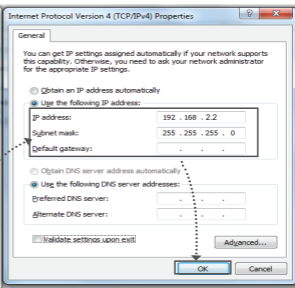 Internet Protocol Version 4 (TCP/IPv4) Properties
General
You can get IP settings assigned automatically if your network supports
this capability. Otherwise, you need to ask your network administrator
for the appropriate IP settings.
Obtain an IP address automatically
Use the following IP address:
IP address: 192 . 168 . 2.2
Subnet mask: 255 . 255 . 255 . 0
Default gateway: . . .
Obtain DNS server address automatically
Use the following DNS server addresses:
Preferred DNS server: . . .
Alternate DNS server: . . .
Validate settings upon exit
Advanced...
OK Cancel